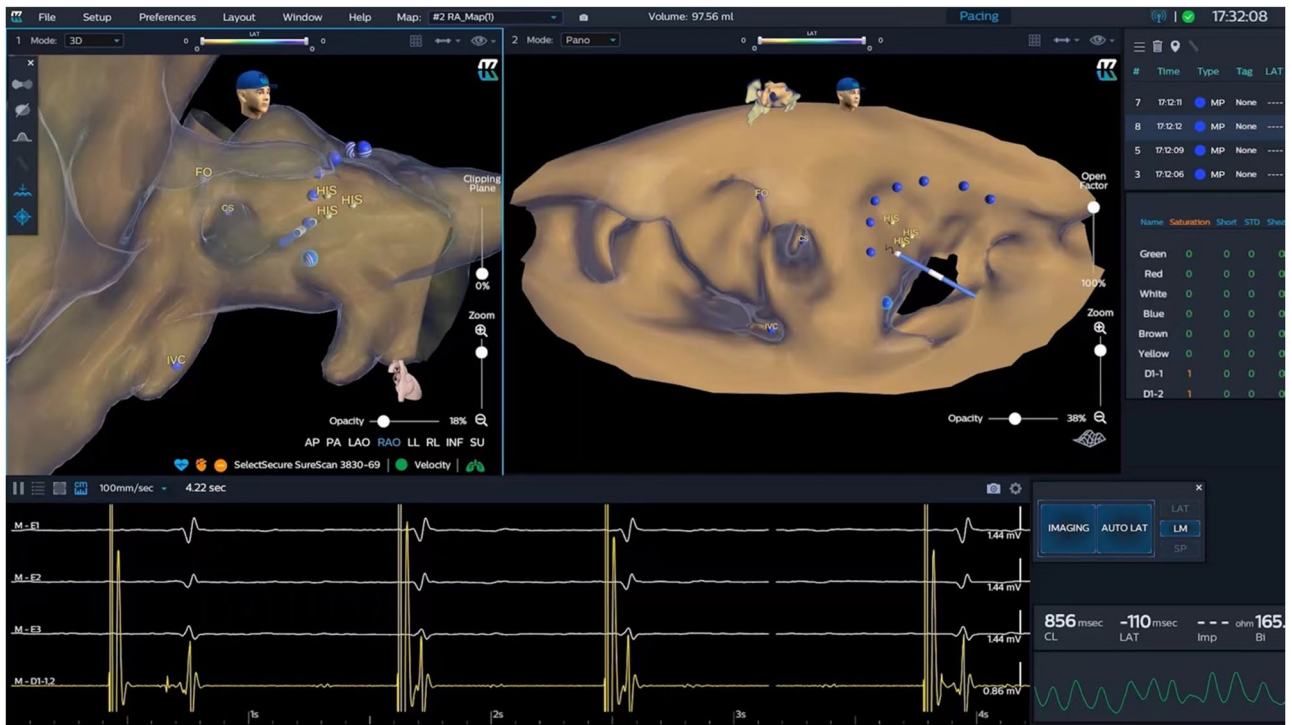 File Setup Preferences Layout Window Help Map: #2 RA_Map(1) Volume: 97.56 ml Pacing 17:32:08
1 Mode: 3D 0 LAT 0
0 0
2 Mode: Pano 0 LAT 0
0 0
FO
CS
HIS
HIS
HIS
IVC
Clipping
Plane
0%
Zoom
Opacity 18%
AP PA LAO RAO LL RL INF SU
SelectSecure SureScan 3830-69 Velocity
FO
HIS
HIS
HIS
IVC
Open
Factor
100%
Zoom
Opacity 38%
# Time Type Tag LAT
7 17:12:11 MP None ----
8 17:12:12 MP None ----
5 17:12:09 MP None ----
3 17:12:06 MP None ----
Name Saturation Short STD Shea
Green 0 0 0 0
Red 0 0 0 0
White 0 0 0 0
Blue 0 0 0 0
Brown 0 0 0 0
Yellow 0 0 0 0
D1-1 1 0 0 0
D1-2 1 0 0 0
100mm/sec 4.22 sec
M - E1 1.44 mV
M - E2 1.44 mV
M - E3 1.44 mV
M - D1-1,2 0.86 mV
1s 2s 3s 4s
IMAGING AUTO LAT
LAT
LM
SP
856 msec -110 msec --- ohm 165.
CL LAT Imp Bi